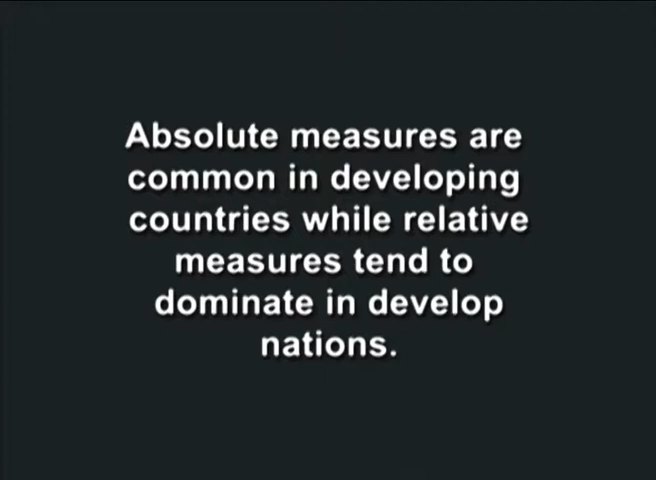 Absolute measures are
common in developing
countries while relative
measures tend to
dominate in develop
nations.